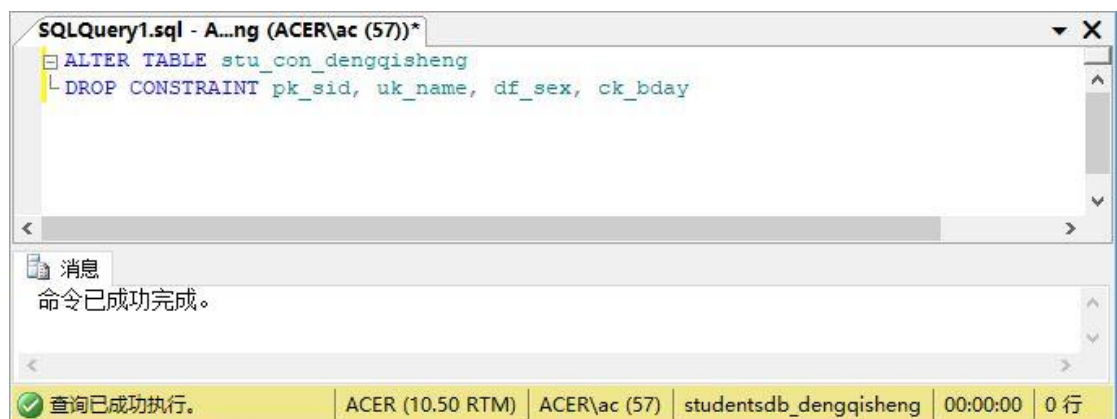 SQLQuery1.sql - A...ng (ACER\ac (57))*
ALTER TABLE stu_con_dengqisheng
DROP CONSTRAINT pk_sid, uk_name, df_sex, ck_bday
消息
命令已成功完成。
查询已成功执行。 ACER (10.50 RTM) ACER\ac (57) studentsdb_dengqisheng 00:00:00 0 行